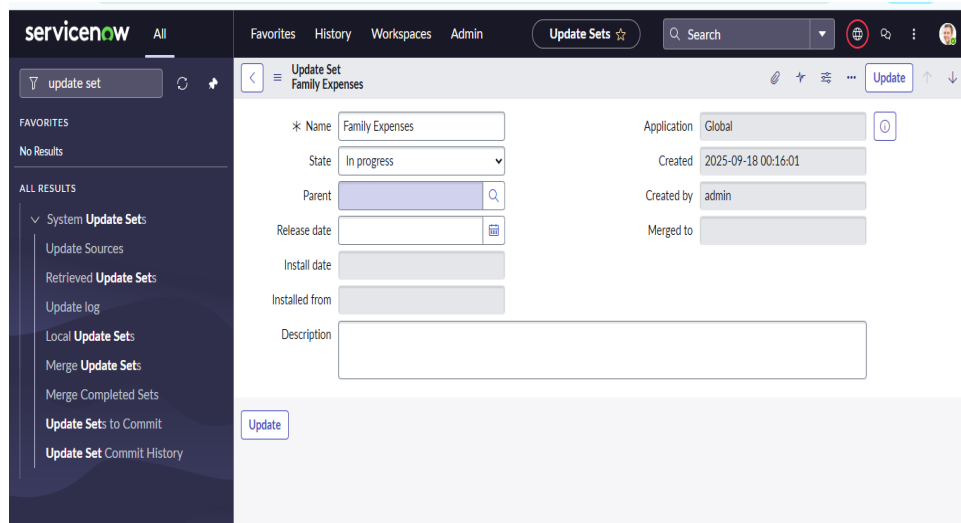 servicenow All Favorites History Workspaces Admin Update Sets Search
update set
Update Set
Family Expenses
Update
FAVORITES
No Results
ALL RESULTS
System Update Sets
Update Sources
Retrieved Update Sets
Update log
Local Update Sets
Merge Update Sets
Merge Completed Sets
Update Sets to Commit
Update Set Commit History
Name Family Expenses
State In progress
Parent
Release date
Install date
Installed from
Description
Application Global
Created 2025-09-18 00:16:01
Created by admin
Merged to
Update